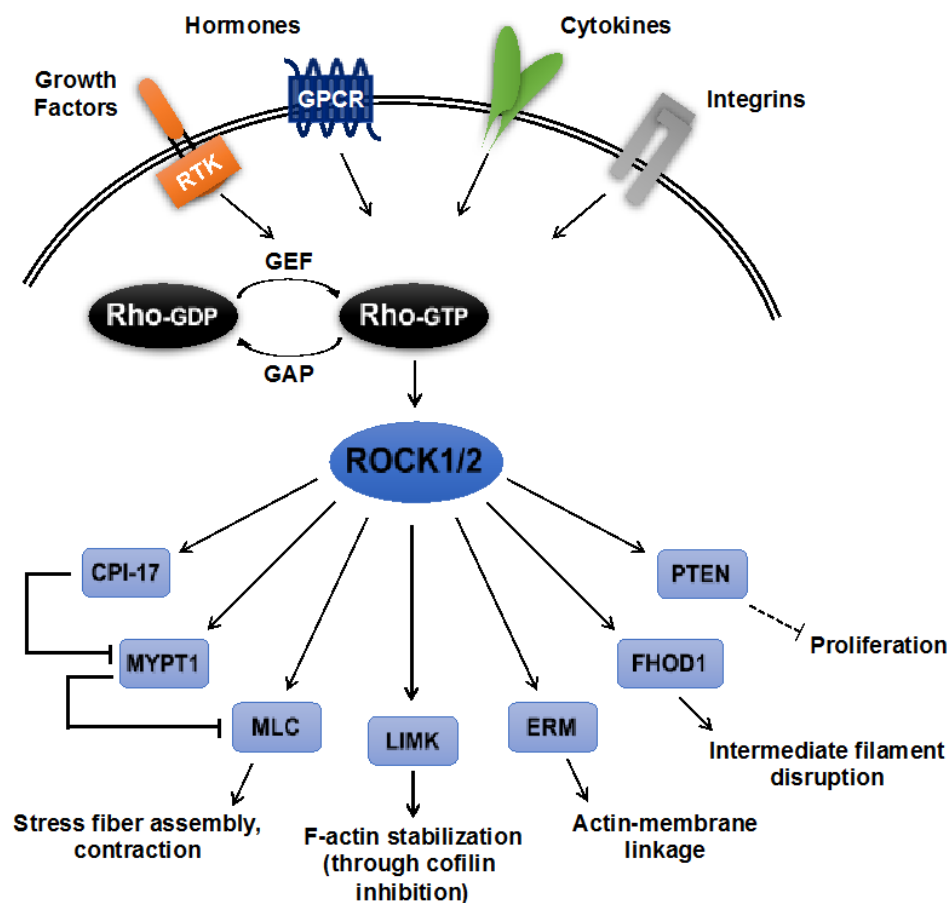 Hormones
Cytokines
Growth
Factors
GPCR
Integrins
RTK
GEF
Rho-GDP
Rho-GTP
GAP
ROCK1/2
CPI-17
PTEN
MYPT1
FHOD1
Proliferation
MLC
LIMK
ERM
Intermediate filament
disruption
Stress fiber assembly,
contraction
F-actin stabilization
(through cofilin
inhibition)
Actin-membrane
linkage